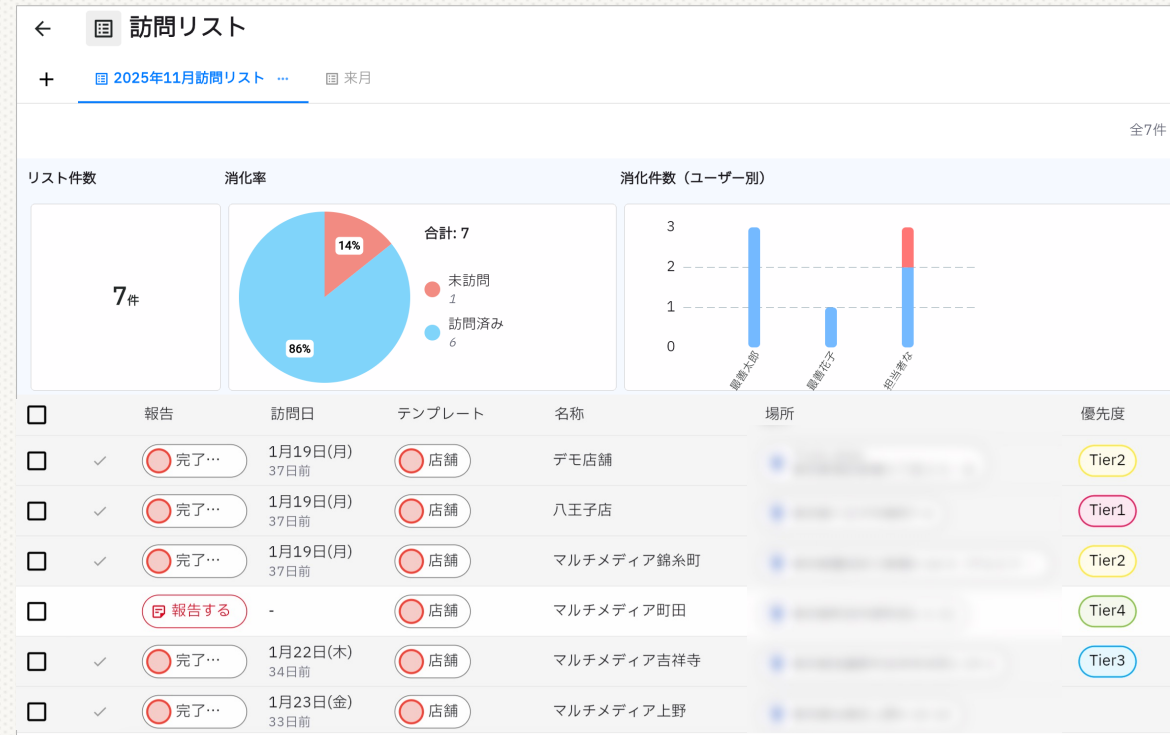 訪問リスト
2025年11月訪問リスト … 来月
全7件
リスト件数 消化率 消化件数（ユーザー別）
7件
14%
86%
合計: 7
未訪問
1
訪問済み
6
3
2
1
0
最善太郎 最善花子 担当者な
報告 訪問日 テンプレート 名称 場所 優先度
完了… 1月19日(月) 店舗 デモ店舗 Tier2
37日前
完了… 1月19日(月) 店舗 八王子店 Tier1
37日前
完了… 1月19日(月) 店舗 マルチメディア錦糸町 Tier2
37日前
報告する - 店舗 マルチメディア町田 Tier4
完了… 1月22日(木) 店舗 マルチメディア吉祥寺 Tier3
34日前
完了… 1月23日(金) 店舗 マルチメディア上野
33日前